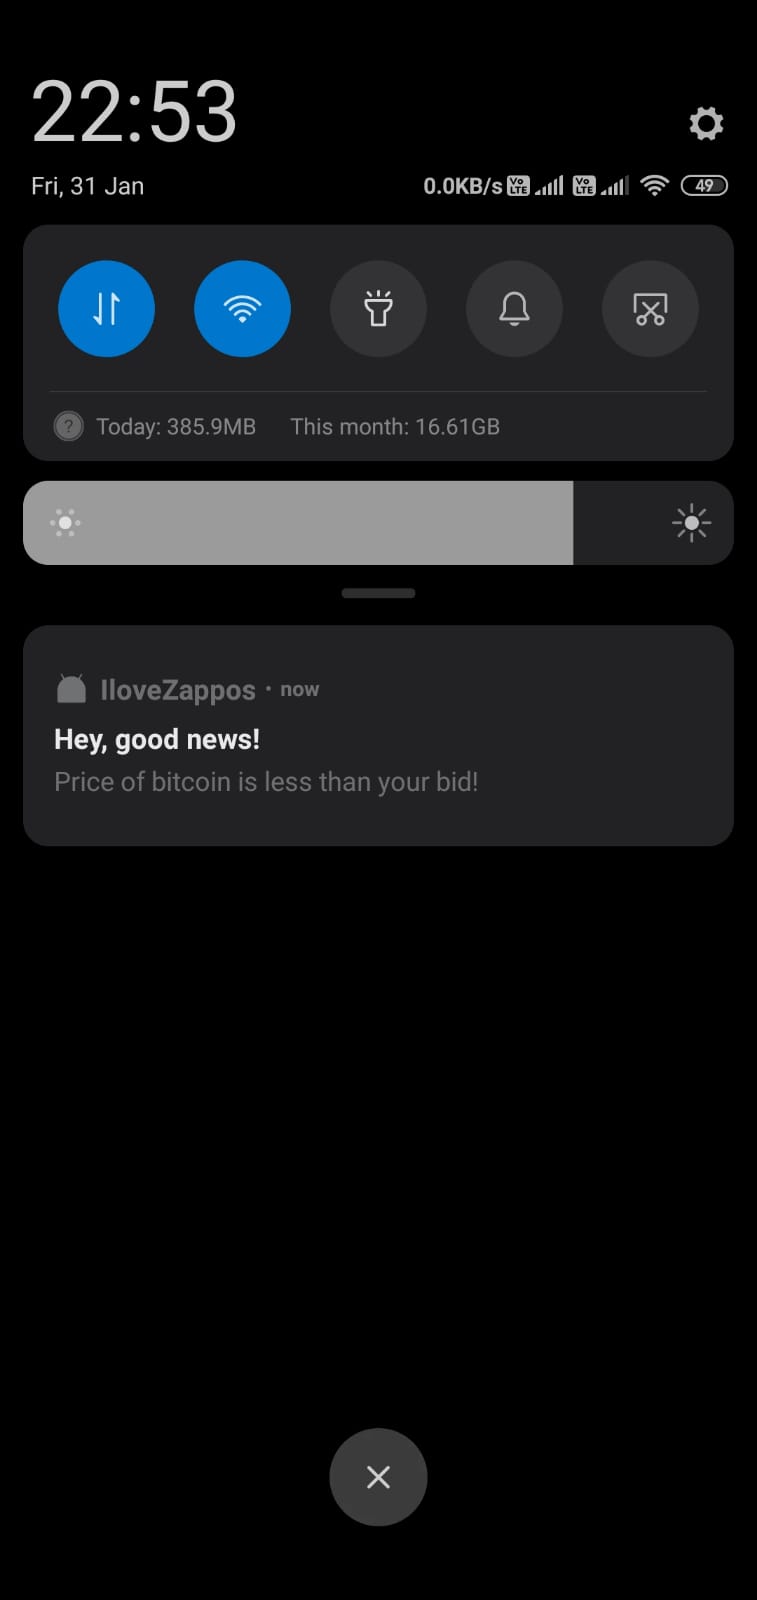 22:53
Fri, 31 Jan 0.0KB/s Vo LTE Vo LTE 49
? Today: 385.9MB This month: 16.61GB
IloveZappos • now
Hey, good news!
Price of bitcoin is less than your bid!